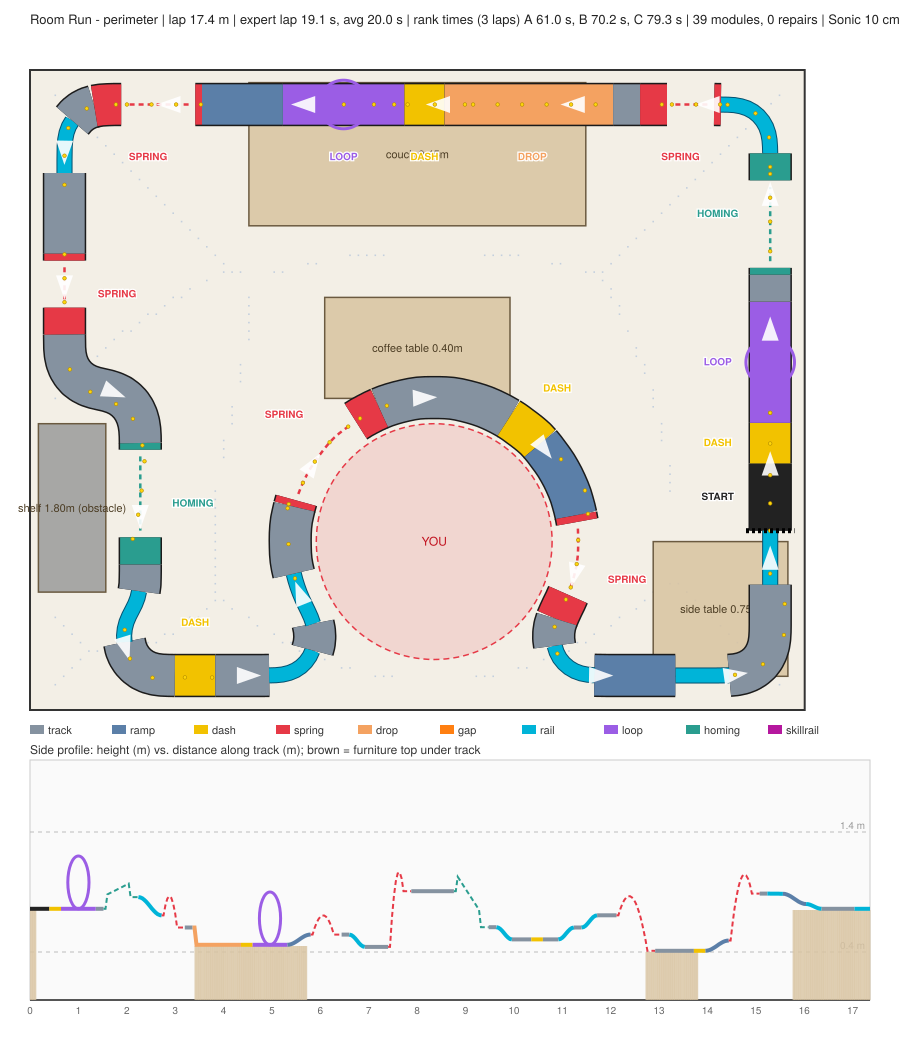 Room Run - perimeter | lap 17.4 m | expert lap 19.1 s, avg 20.0 s | rank times (3 laps) A 61.0 s, B 70.2 s, C 79.3 s | 39 modules, 0 repairs | Sonic 10 cm
SPRING
LOOP
DASH
DROP
SPRING
HOMING
SPRING
coffee table 0.40m
LOOP
DASH
SPRING
DASH
START
shelf 1.80m (obstacle)
HOMING
YOU
SPRING
side table 0.75
DASH
track
ramp
dash
spring
drop
gap
rail
loop
homing
skillrail
Side profile: height (m) vs. distance along track (m); brown = furniture top under track
1.4 m
0.4 m
0 1 2 3 4 5 6 7 8 9 10 11 12 13 14 15 16 17